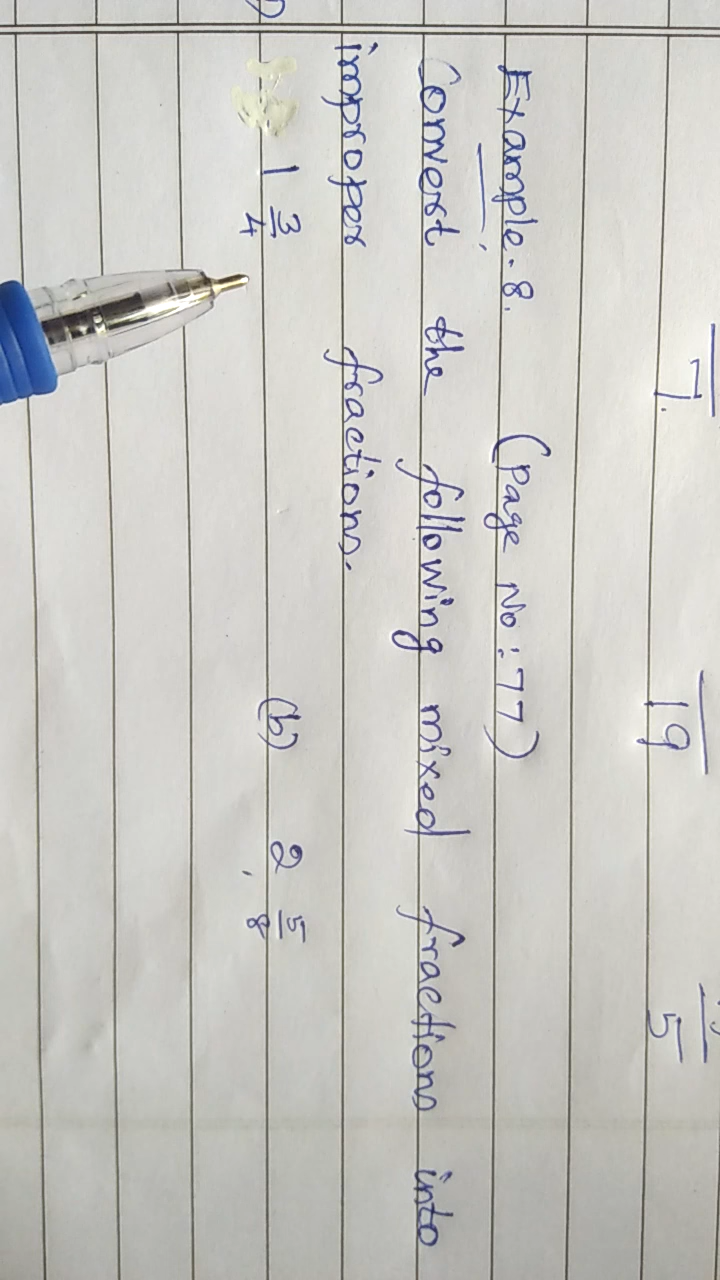 7. 19 5
Example. 8. (Page No: 77)
Convert the following mixed fractions into
improper fractions.
1 3/4 (b) 2 5/8